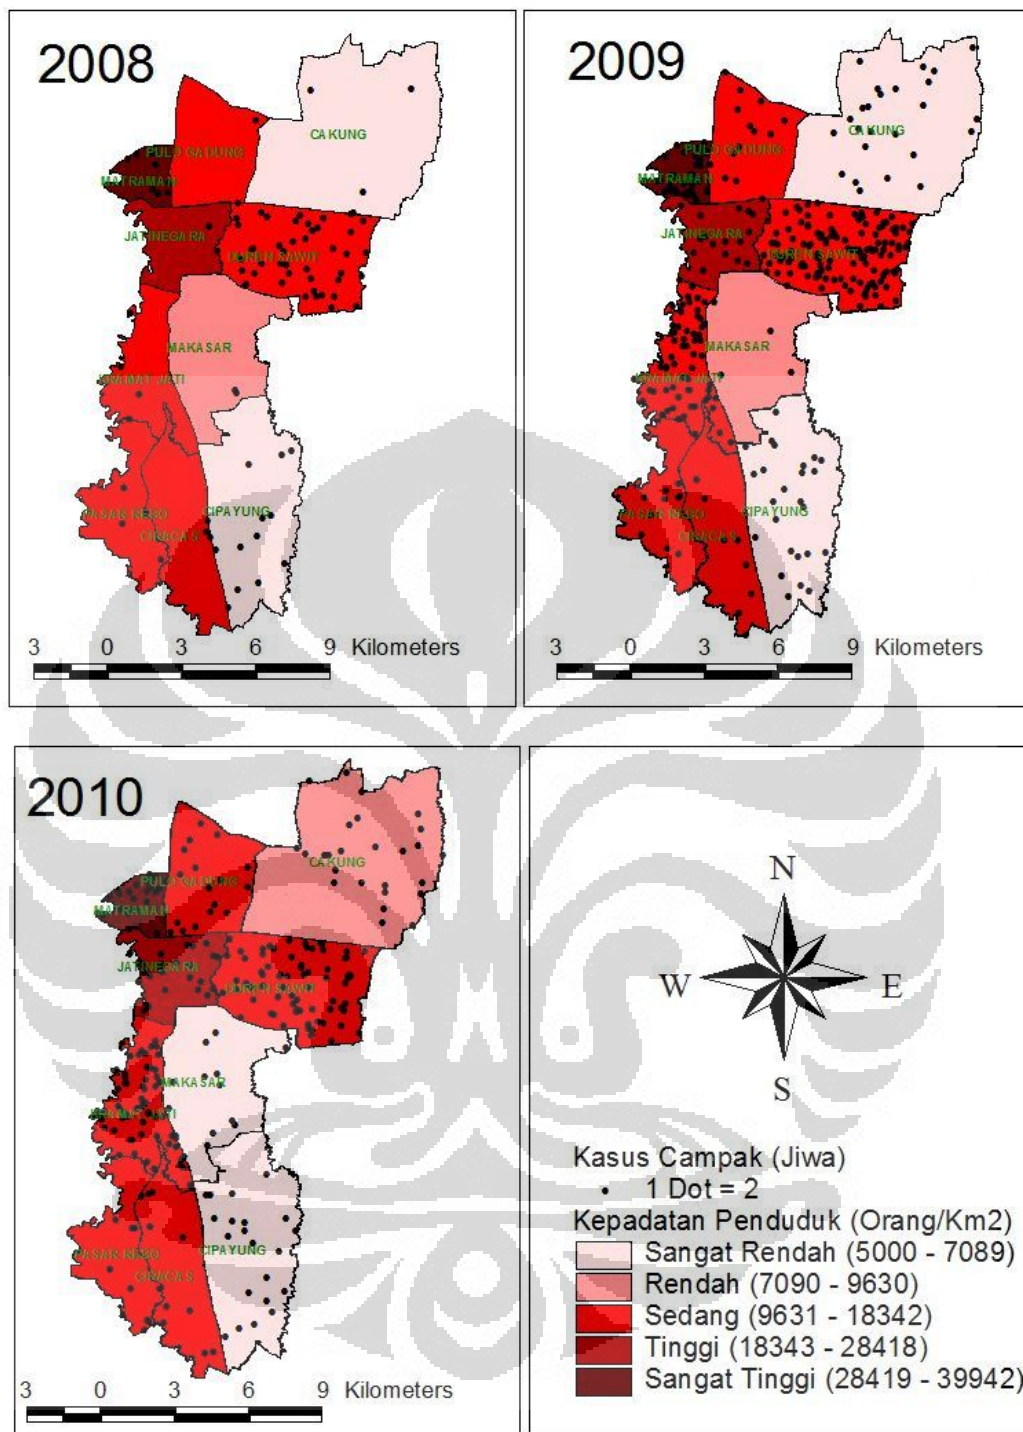 2008
CAKUNG
PULO GADUNG
MATRAMAN
JATINEGARA
DUREN SAWIT
MAKASAR
KRAMAT JATI
PASAR REBO
CIRACAS
CIPAYUNG
3 0 3 6 9 Kilometers
2009
CAKUNG
PULO GADUNG
MATRAMAN
JATINEGARA
DUREN SAWIT
MAKASAR
KRAMAT JATI
PASAR REBO
CIRACAS
CIPAYUNG
3 0 3 6 9 Kilometers
2010
CAKUNG
PULO GADUNG
MATRAMAN
JATINEGARA
DUREN SAWIT
MAKASAR
KRAMAT JATI
PASAR REBO
CIRACAS
CIPAYUNG
3 0 3 6 9 Kilometers
N
W E
S
Kasus Campak (Jiwa)
1 Dot = 2
Kepadatan Penduduk (Orang/Km2)
Sangat Rendah (5000 - 7089)
Rendah (7090 - 9630)
Sedang (9631 - 18342)
Tinggi (18343 - 28418)
Sangat Tinggi (28419 - 39942)